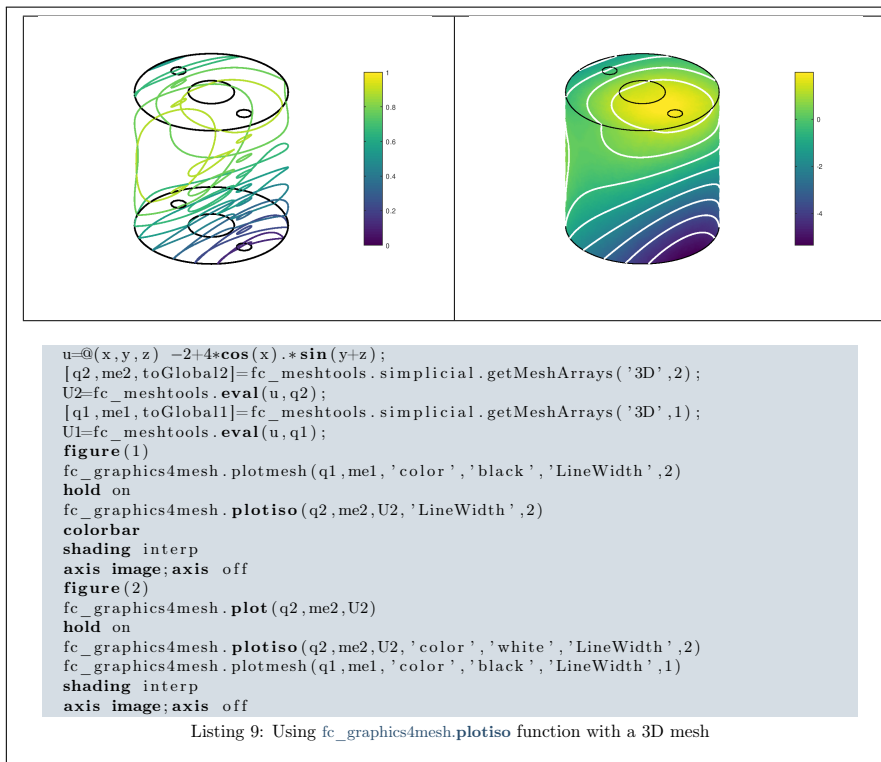 1
0.8
0.6
0.4
0.2
0
0
-2
-4
u=@(x,y,z) −2+4*cos(x).*sin(y+z);
[q2,me2,toGlobal2]=fc_meshtools.simplicial.getMeshArrays('3D',2);
U2=fc_meshtools.eval(u,q2);
[q1,me1,toGlobal1]=fc_meshtools.simplicial.getMeshArrays('3D',1);
U1=fc_meshtools.eval(u,q1);
figure(1)
fc_graphics4mesh.plotmesh(q1,me1,'color','black','LineWidth',2)
hold on
fc_graphics4mesh.plotiso(q2,me2,U2,'LineWidth',2)
colorbar
shading interp
axis image;axis off
figure(2)
fc_graphics4mesh.plot(q2,me2,U2)
hold on
fc_graphics4mesh.plotiso(q2,me2,U2,'color','white','LineWidth',2)
fc_graphics4mesh.plotmesh(q1,me1,'color','black','LineWidth',1)
shading interp
axis image;axis off
Listing 9: Using fc_graphics4mesh.plotiso function with a 3D mesh